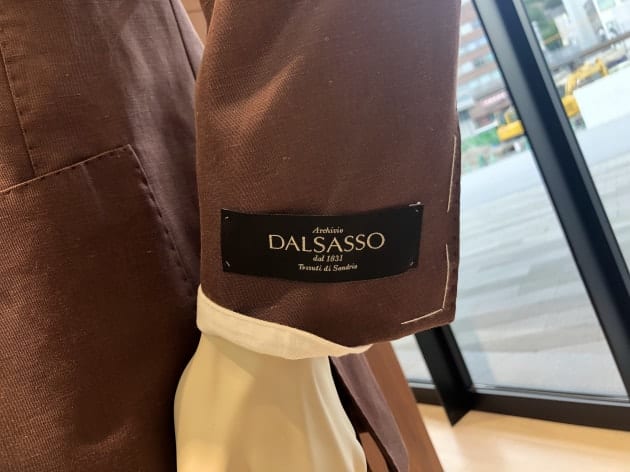 Archivio
DALSASSO
dal 1831
Tessuti di Sondrio